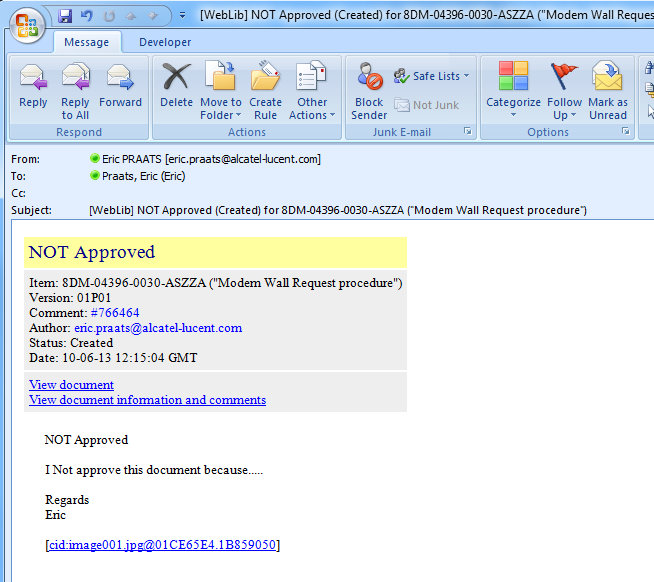 [WebLib] NOT Approved (Created) for 8DM-04396-0030-ASZZA ("Modem Wall Reques
Message Developer
Reply
Reply to All
Forward
Respond
Delete
Move to Folder
Create Rule
Other Actions
Actions
Block Sender
Safe Lists
Not Junk
Junk E-mail
Categorize
Follow Up
Mark as Unread
Options
From: Eric PRAATS [eric.praats@alcatel-lucent.com]
To: Praats, Eric (Eric)
Cc:
Subject: [WebLib] NOT Approved (Created) for 8DM-04396-0030-ASZZA ("Modem Wall Request procedure")
NOT Approved
Item: 8DM-04396-0030-ASZZA ("Modem Wall Request procedure")
Version: 01P01
Comment: #766464
Author: eric.praats@alcatel-lucent.com
Status: Created
Date: 10-06-13 12:15:04 GMT
View document
View document information and comments
NOT Approved
I Not approve this document because.....
Regards
Eric
[cid:image001.jpg@01CE65E4.1B859050]